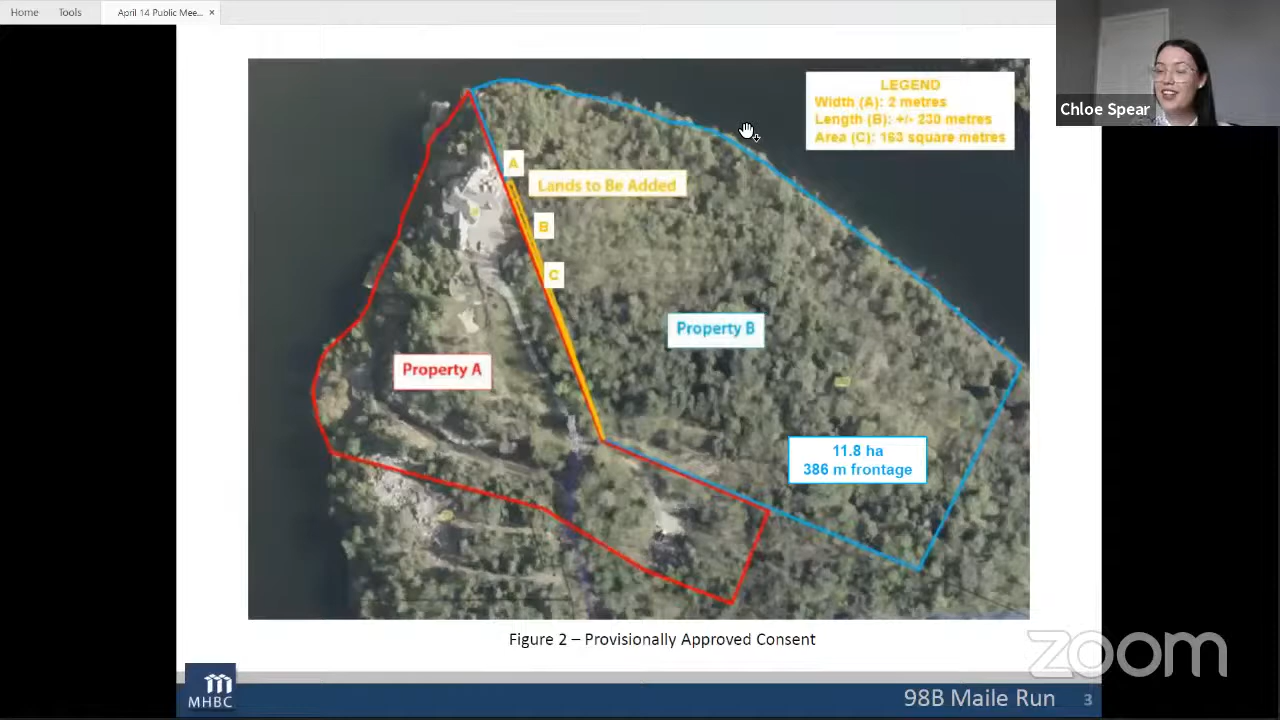 Home
Tools
April 14 Public Mee...
×
Chloe Spear
LEGEND
Width (A): 2 metres
Length (B): +/- 230 metres
Area (C): 163 square metres
A
Lands to Be Added
B
C
Property B
Property A
11.8 ha
386 m frontage
Figure 2 – Provisionally Approved Consent
zoom
MHBC
98B Maile Run
3